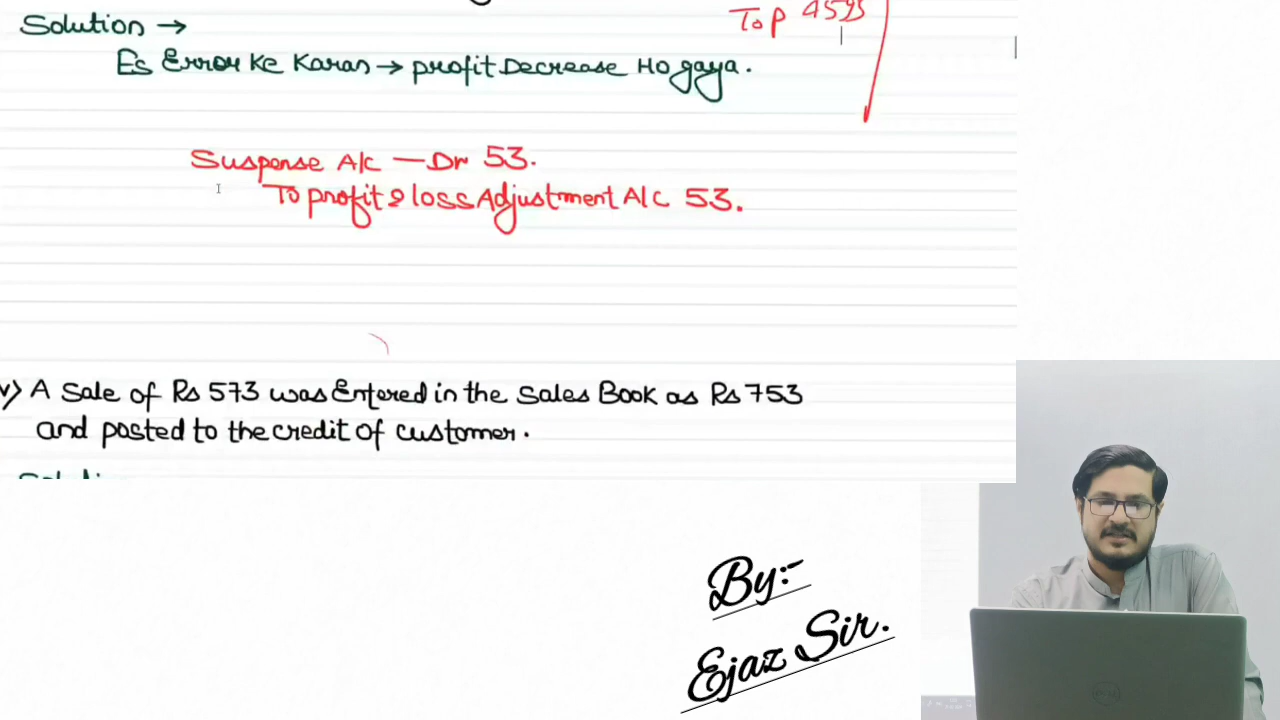 Solution →
To P 4595
Es Error Ke Karan → profit Decrease Ho gaya.
Suspense A/c — Dr 53.
To profit & loss Adjustment A/c 53.
v) A Sale of Rs 573 was Entered in the Sales Book as Rs 753
and posted to the credit of customer.
By:-
Ejaz Sir.